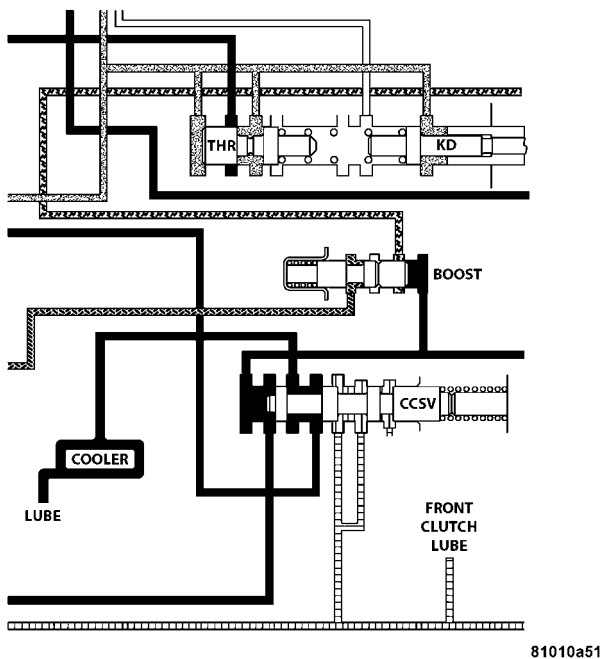 THR
KD
BOOST
CCSV
COOLER
LUBE
FRONT
CLUTCH
LUBE
81010a51